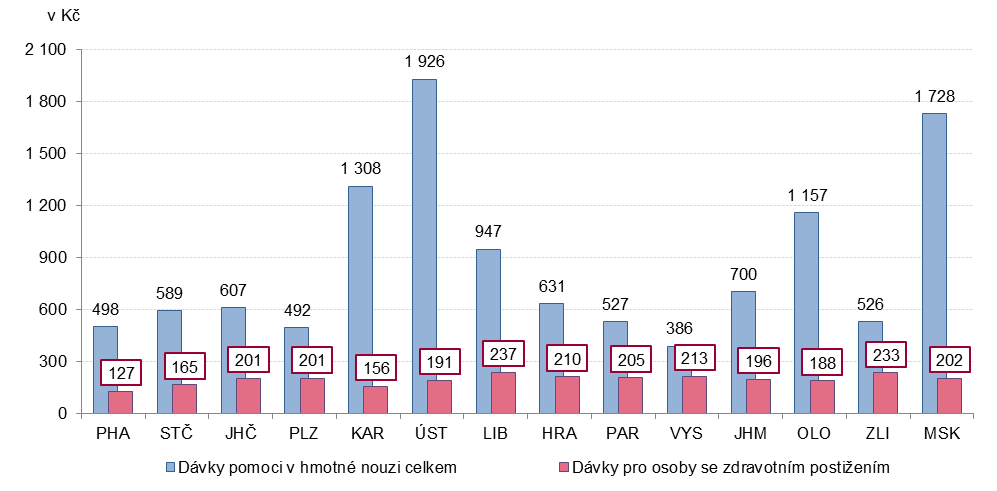 v Kč
2 100
1 800
1 500
1 200
900
600
300
0
498 589 607 492 1 308 1 926 947 631 527 386 700 1 157 526 1 728
127 165 201 201 156 191 237 210 205 213 196 188 233 202
PHA STČ JHČ PLZ KAR ÚST LIB HRA PAR VYS JHM OLO ZLI MSK
Dávky pomoci v hmotné nouzi celkem Dávky pro osoby se zdravotním postižením